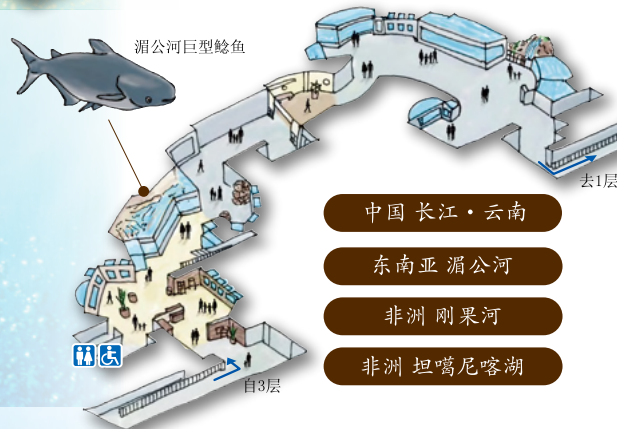 湄公河巨型鲶鱼
去1层
中国 长江·云南
东南亚 湄公河
非洲 刚果河
非洲 坦噶尼喀湖
自3层